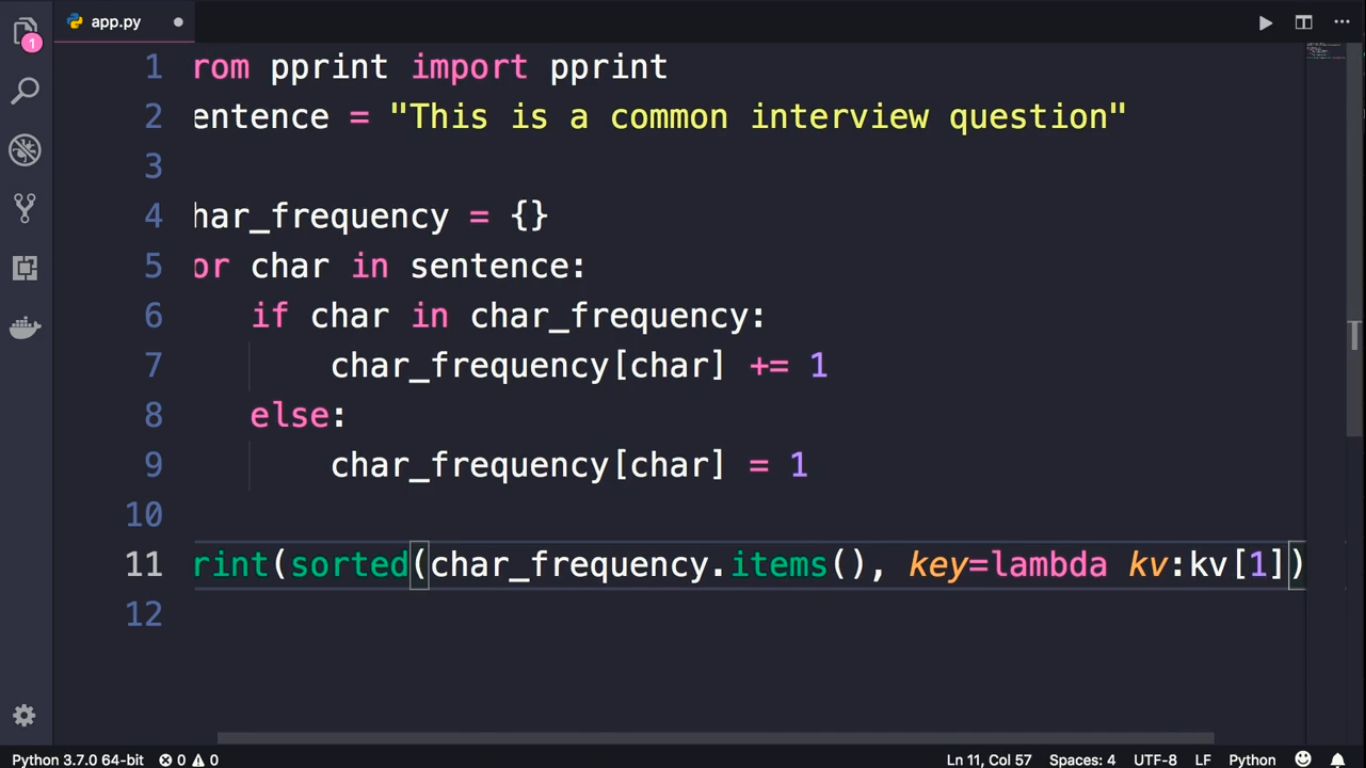 app.py
1
1 rom pprint import pprint
2 entence = "This is a common interview question"
3
4 har_frequency = {}
5 or char in sentence:
6 if char in char_frequency:
7 char_frequency[char] += 1
8 else:
9 char_frequency[char] = 1
10
11 rint(sorted(char_frequency.items(), key=lambda kv:kv[1])
12
Python 3.7.0 64-bit 0 0 Ln 11, Col 57 Spaces: 4 UTF-8 LF Python